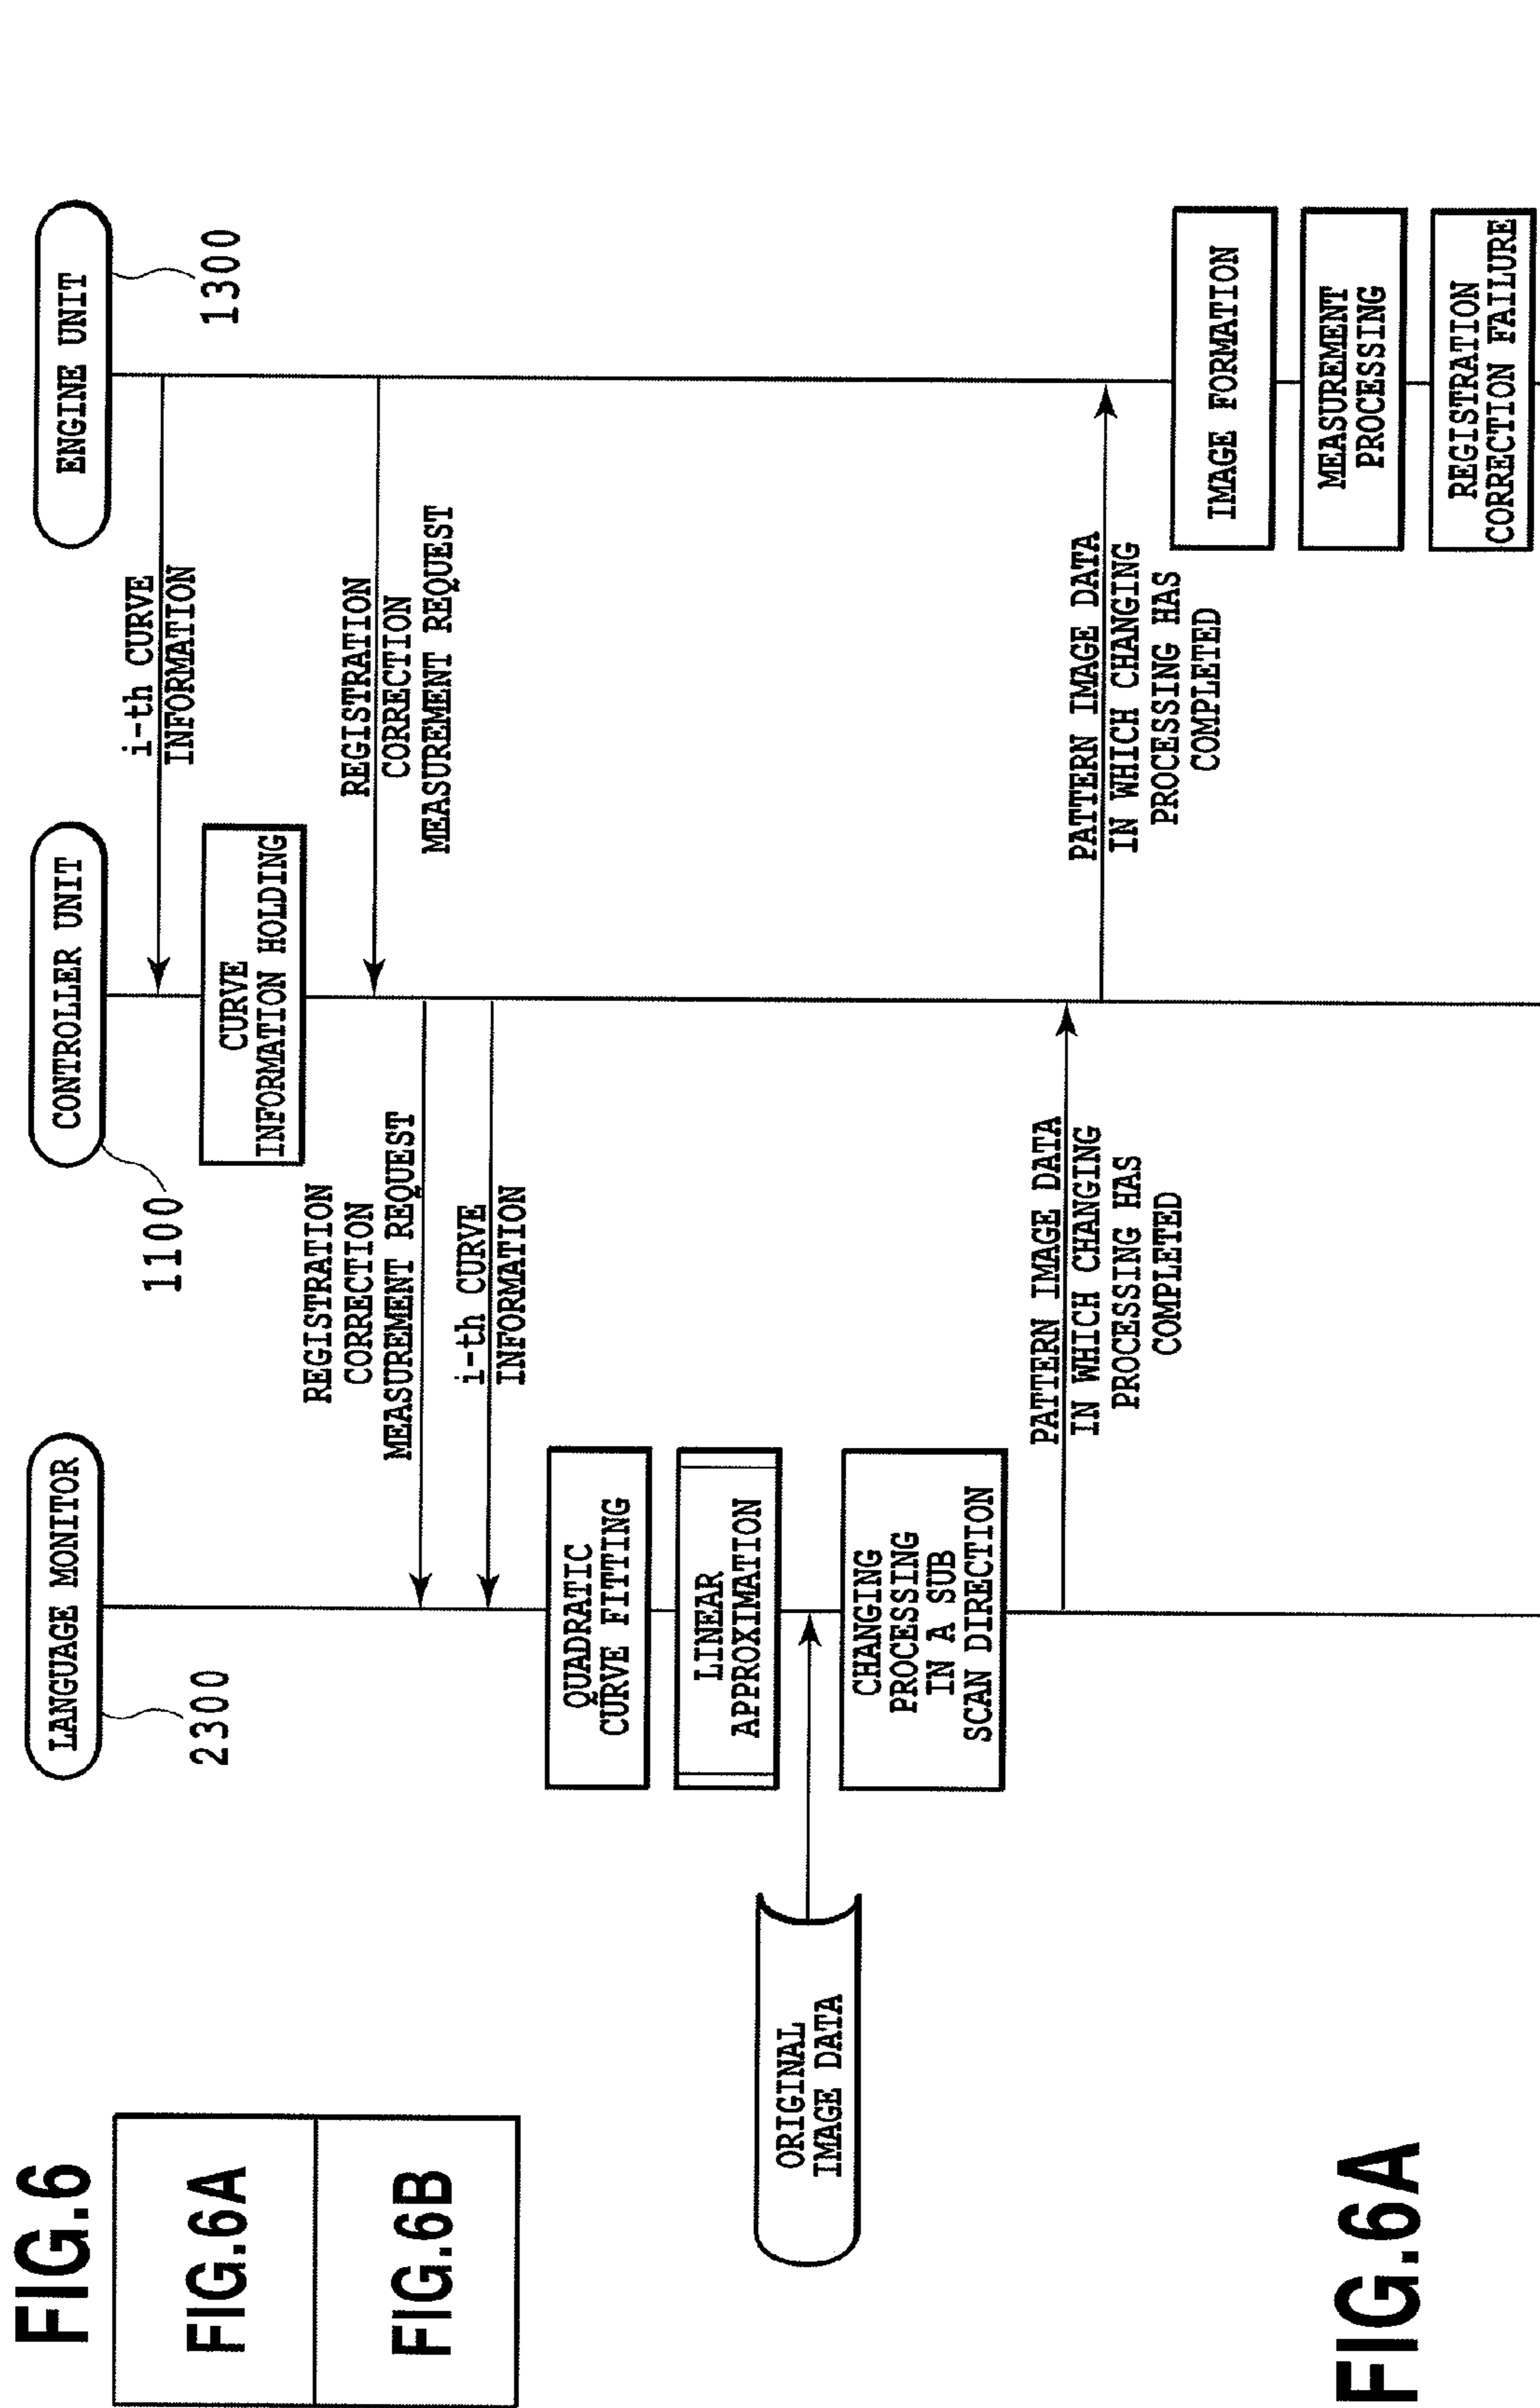 FIG.6
FIG.6A
FIG.6B
LANGUAGE MONITOR
2300
CONTROLLER UNIT
1100
ENGINE UNIT
1300
i-th CURVE
INFORMATION
CURVE
INFORMATION HOLDING
REGISTRATION
CORRECTION
MEASUREMENT REQUEST
REGISTRATION
CORRECTION
MEASUREMENT REQUEST
i-th CURVE
INFORMATION
QUADRATIC
CURVE FITTING
LINEAR
APPROXIMATION
ORIGINAL
IMAGE DATA
CHANGING
PROCESSING
IN A SUB
SCAN DIRECTION
PATTERN IMAGE DATA
IN WHICH CHANGING
PROCESSING HAS
COMPLETED
PATTERN IMAGE DATA
IN WHICH CHANGING
PROCESSING HAS
COMPLETED
IMAGE FORMATION
MEASUREMENT
PROCESSING
REGISTRATION
CORRECTION FAILURE
FIG.6A